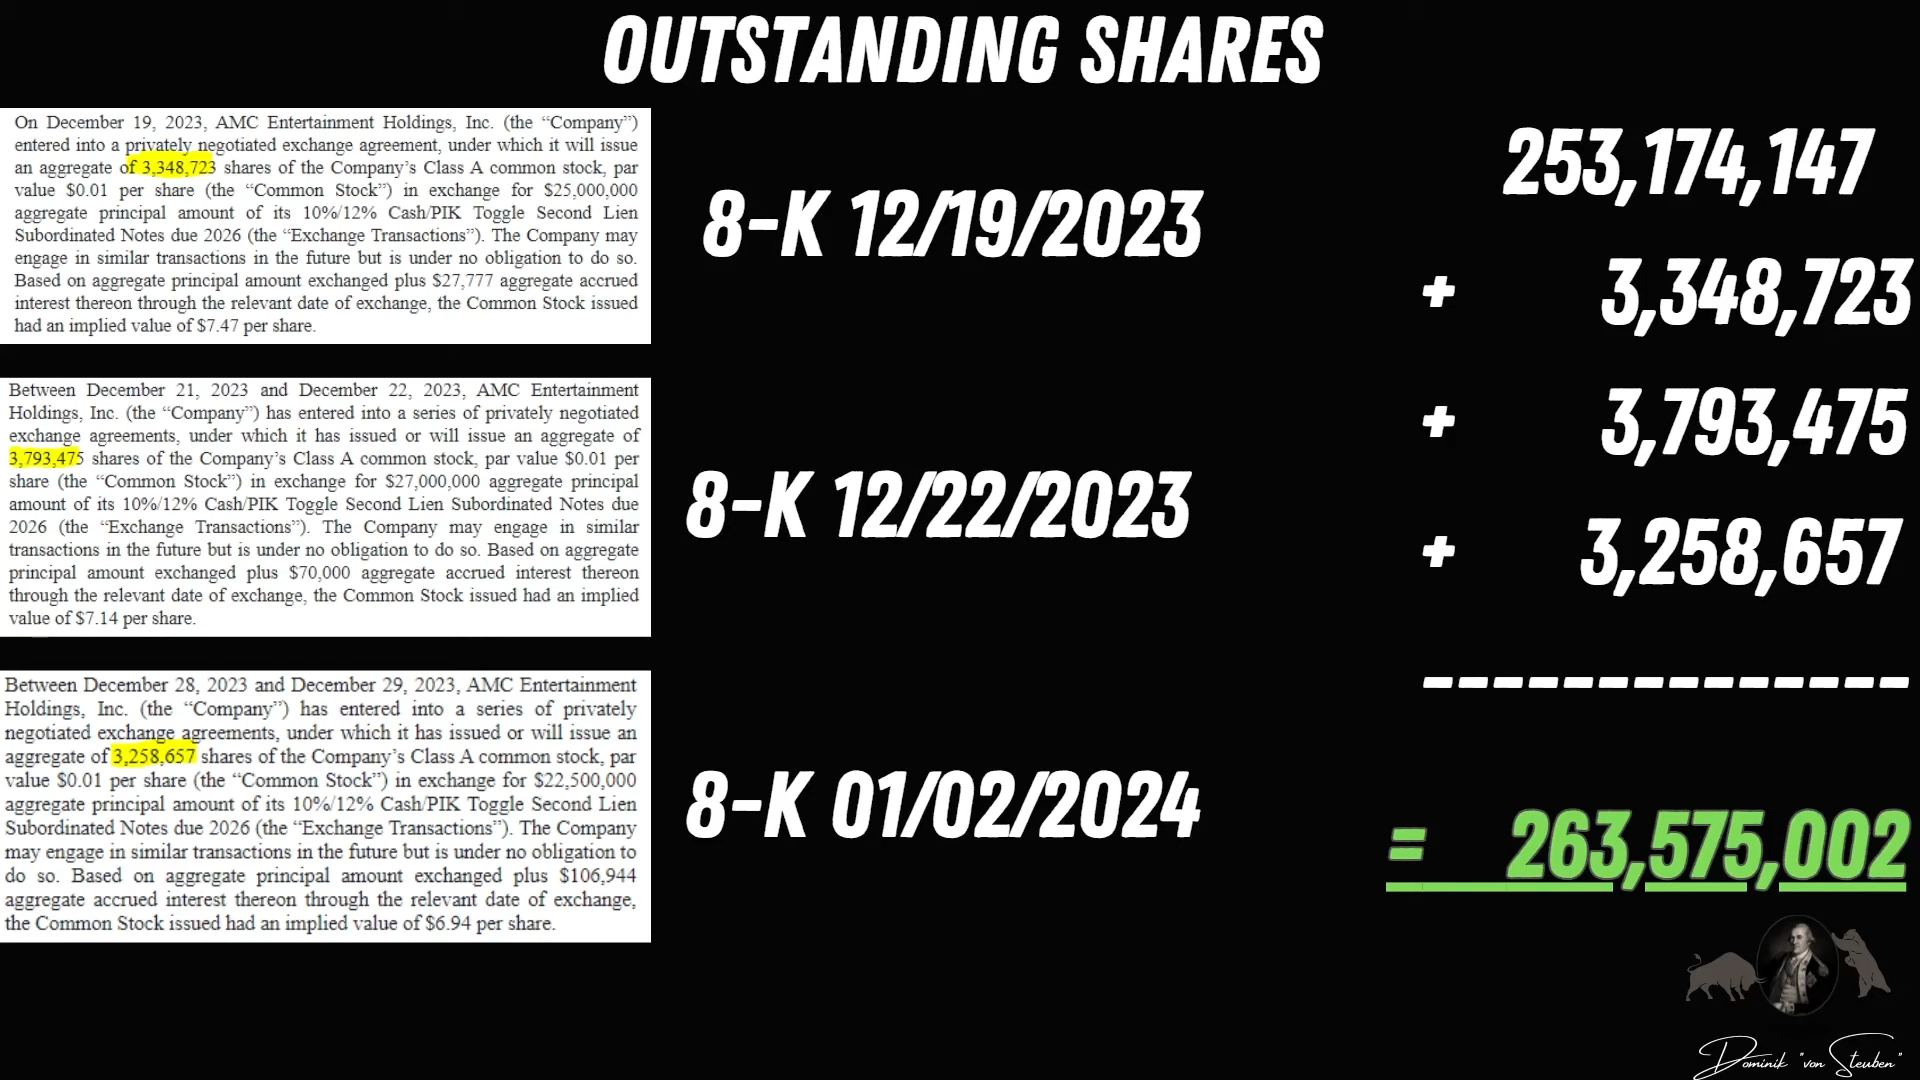 OUTSTANDING SHARES
On December 19, 2023, AMC Entertainment Holdings, Inc. (the “Company”)
entered into a privately negotiated exchange agreement, under which it will issue
an aggregate of 3,348,723 shares of the Company’s Class A common stock, par
value $0.01 per share (the “Common Stock”) in exchange for $25,000,000
aggregate principal amount of its 10%/12% Cash/PIK Toggle Second Lien
Subordinated Notes due 2026 (the “Exchange Transactions”). The Company may
engage in similar transactions in the future but is under no obligation to do so.
Based on aggregate principal amount exchanged plus $27,777 aggregate accrued
interest thereon through the relevant date of exchange, the Common Stock issued
had an implied value of $7.47 per share.
8-K 12/19/2023
Between December 21, 2023 and December 22, 2023, AMC Entertainment
Holdings, Inc. (the “Company”) has entered into a series of privately negotiated
exchange agreements, under which it has issued or will issue an aggregate of
3,793,475 shares of the Company’s Class A common stock, par value $0.01 per
share (the “Common Stock”) in exchange for $27,000,000 aggregate principal
amount of its 10%/12% Cash/PIK Toggle Second Lien Subordinated Notes due
2026 (the “Exchange Transactions”). The Company may engage in similar
transactions in the future but is under no obligation to do so. Based on aggregate
principal amount exchanged plus $70,000 aggregate accrued interest thereon
through the relevant date of exchange, the Common Stock issued had an implied
value of $7.14 per share.
8-K 12/22/2023
Between December 28, 2023 and December 29, 2023, AMC Entertainment
Holdings, Inc. (the “Company”) has entered into a series of privately
negotiated exchange agreements, under which it has issued or will issue an
aggregate of 3,258,657 shares of the Company’s Class A common stock, par
value $0.01 per share (the “Common Stock”) in exchange for $22,500,000
aggregate principal amount of its 10%/12% Cash/PIK Toggle Second Lien
Subordinated Notes due 2026 (the “Exchange Transactions”). The Company
may engage in similar transactions in the future but is under no obligation to
do so. Based on aggregate principal amount exchanged plus $106,944
aggregate accrued interest thereon through the relevant date of exchange,
the Common Stock issued had an implied value of $6.94 per share.
8-K 01/02/2024
253,174,147
+ 3,348,723
+ 3,793,475
+ 3,258,657
--------------
= 263,575,002
Dominik "von Steuben"